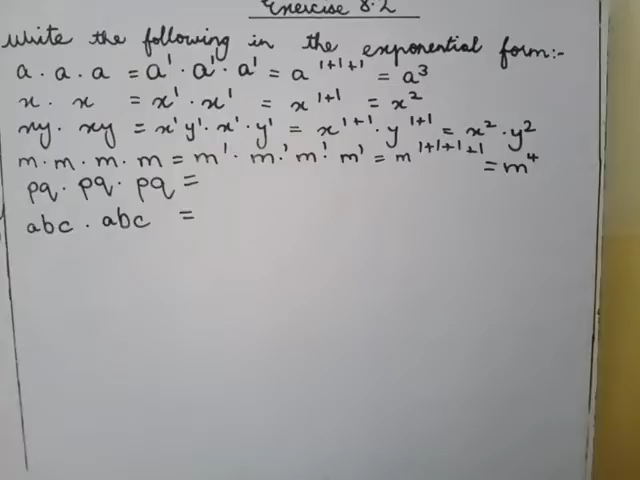 Exercise 8.2
Write the following in the exponential form:-
a . a . a = a¹ . a¹ . a¹ = a¹⁺¹⁺¹ = a³
x . x = x¹ . x¹ = x¹⁺¹ = x²
xy . xy = x¹ y¹ . x¹ . y¹ = x¹⁺¹ . y¹⁺¹ = x² . y²
m . m . m . m = m¹ . m¹ . m¹ . m¹ = m¹⁺¹⁺¹⁺¹
= m⁴
pq . pq . pq =
abc . abc =